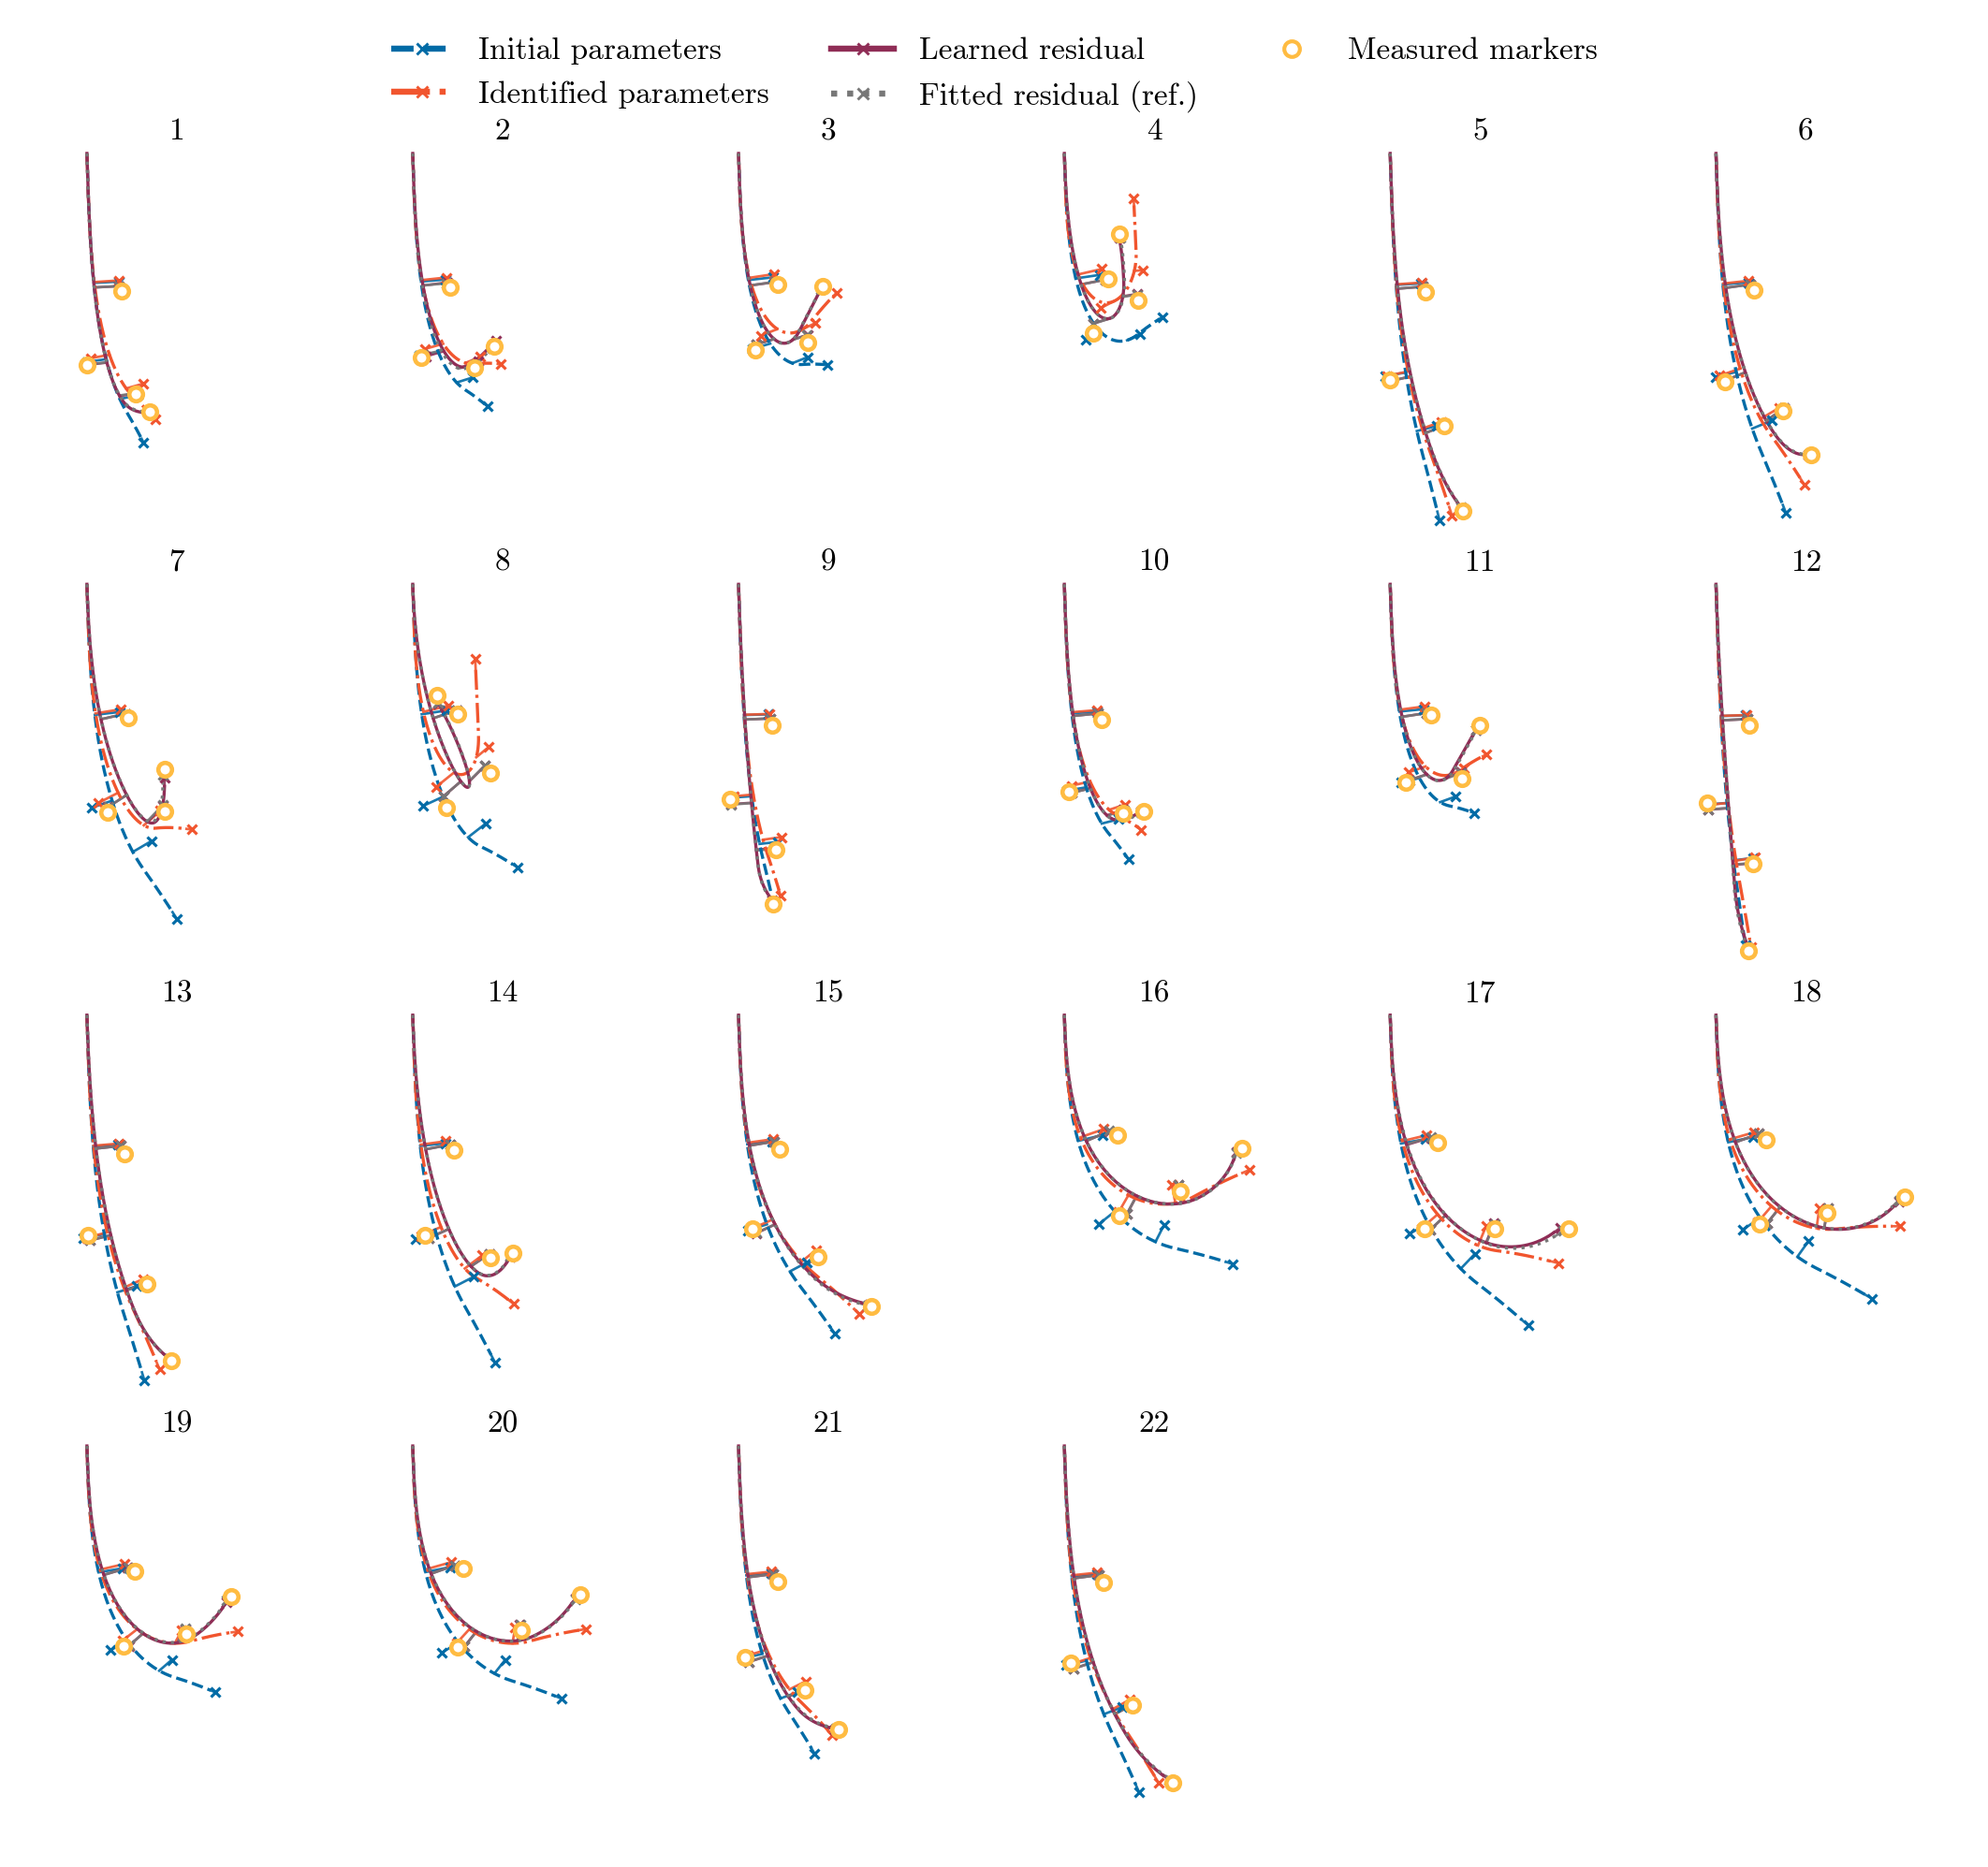 Initial parameters
Learned residual
Measured markers
Identified parameters
Fitted residual (ref.)
1 2 3 4 5 6
7 8 9 10 11 12
13 14 15 16 17 18
19 20 21 22